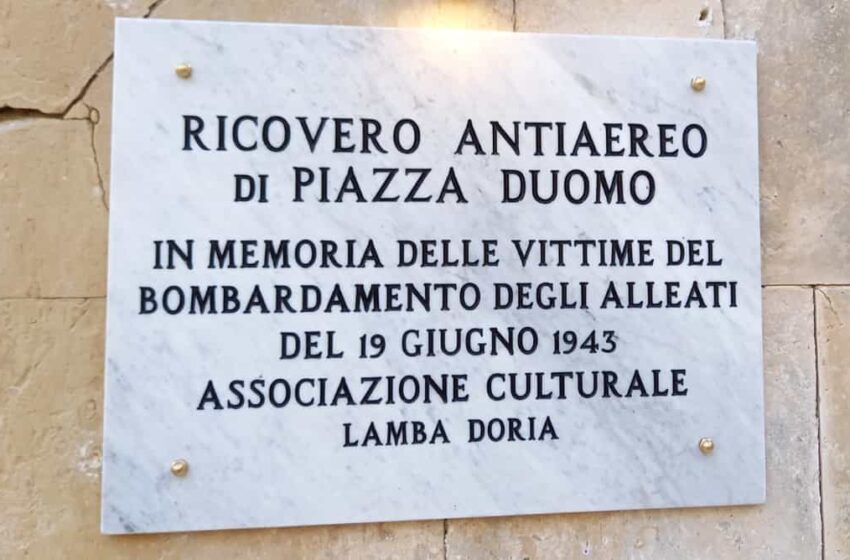 RICOVERO ANTIAEREO
DI PIAZZA DUOMO
IN MEMORIA DELLE VITTIME DEL
BOMBARDAMENTO DEGLI ALLEATI
DEL 19 GIUGNO 1943
ASSOCIAZIONE CULTURALE
LAMBA DORIA